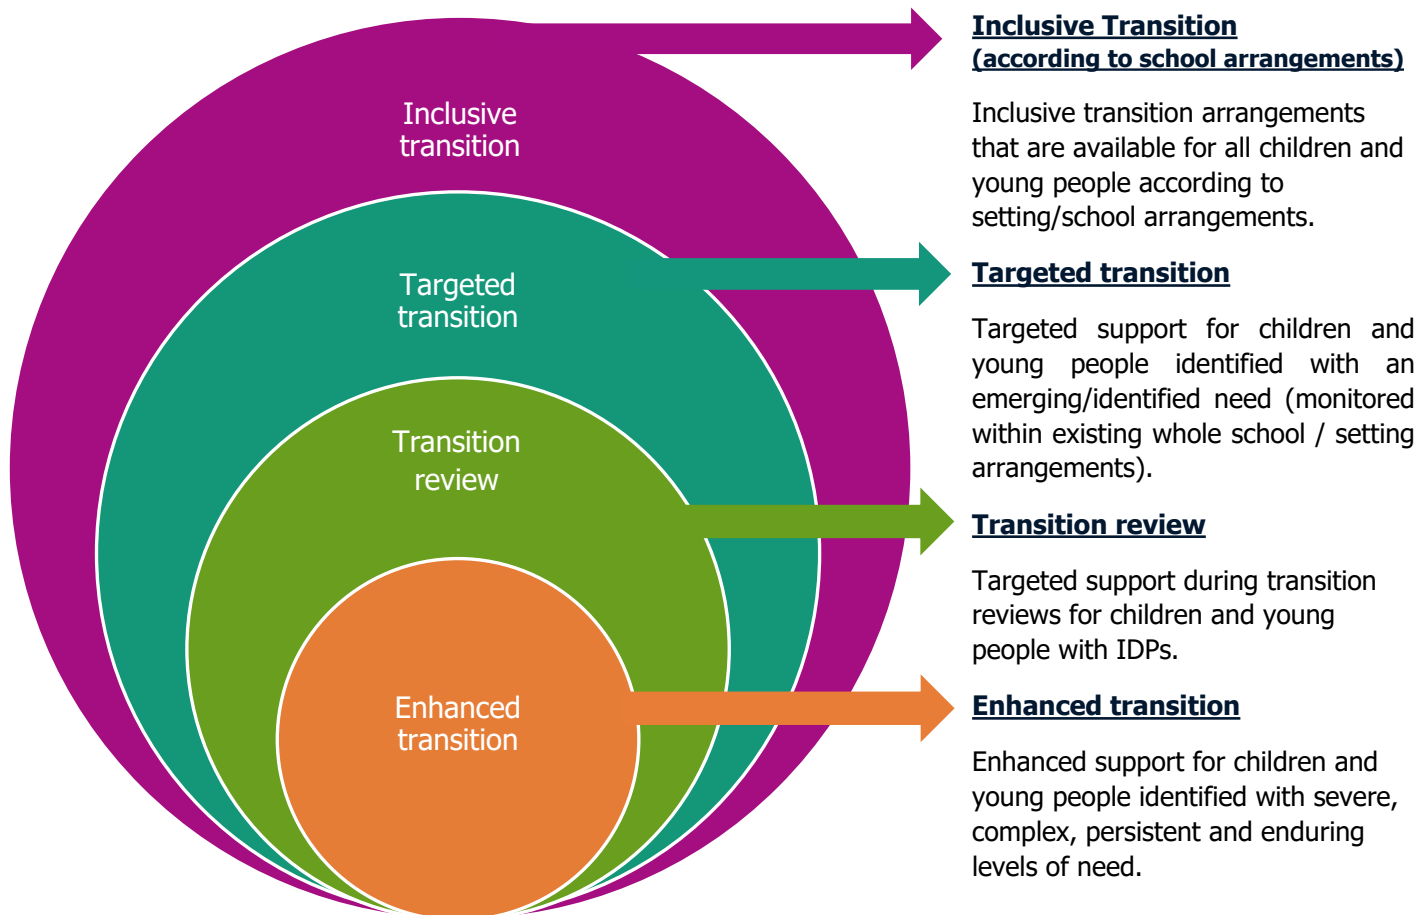 Inclusive
transition
Targeted
transition
Transition
review
Enhanced
transition
Inclusive Transition
(according to school arrangements)
Inclusive transition arrangements
that are available for all children and
young people according to
setting/school arrangements.
Targeted transition
Targeted support for children and
young people identified with an
emerging/identified need (monitored
within existing whole school / setting
arrangements).
Transition review
Targeted support during transition
reviews for children and young
people with IDPs.
Enhanced transition
Enhanced support for children and
young people identified with severe,
complex, persistent and enduring
levels of need.